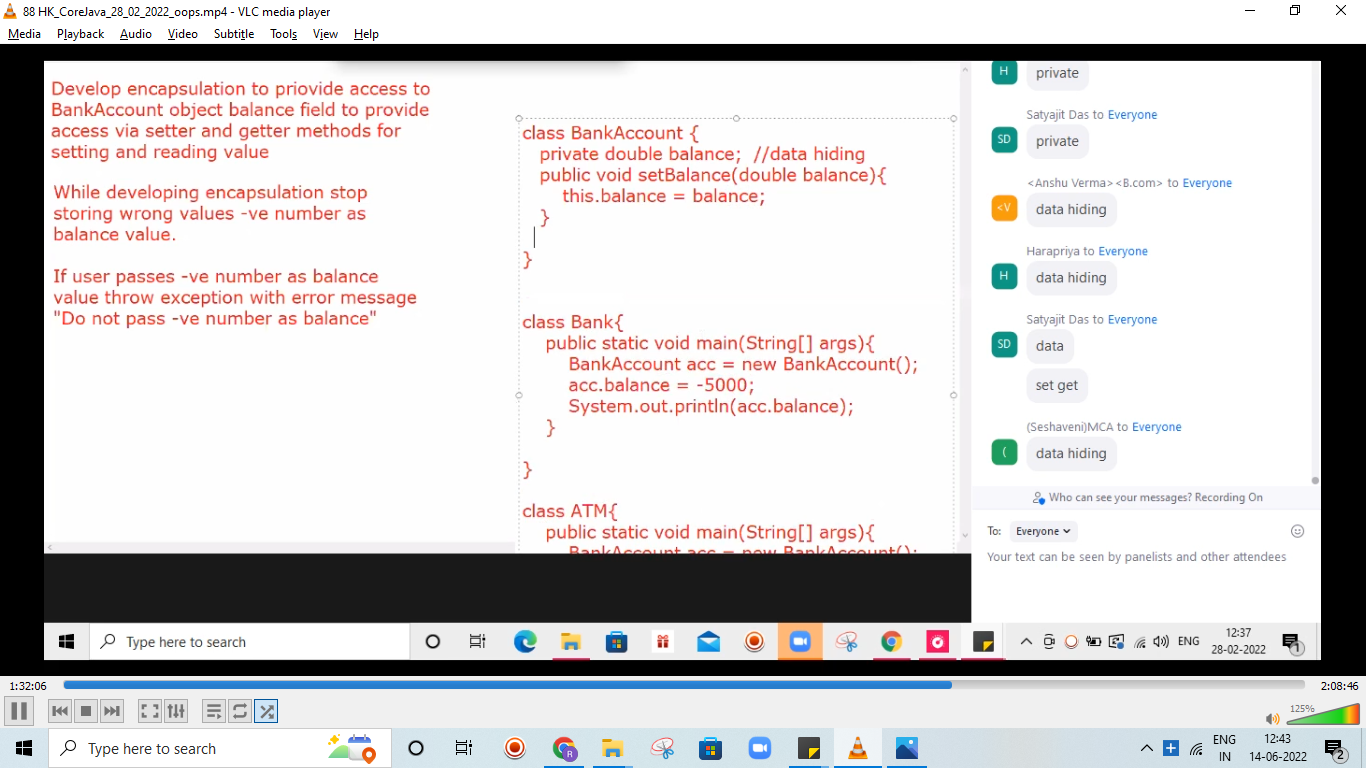 88 HK_CoreJava_28_02_2022_oops.mp4 - VLC media player
Media Playback Audio Video Subtitle Tools View Help
Develop encapsulation to priovide access to
BankAccount object balance field to provide
access via setter and getter methods for
setting and reading value
While developing encapsulation stop
storing wrong values -ve number as
balance value.
If user passes -ve number as balance
value throw exception with error message
"Do not pass -ve number as balance"
class BankAccount {
private double balance; //data hiding
public void setBalance(double balance){
this.balance = balance;
}
}
class Bank{
public static void main(String[] args){
BankAccount acc = new BankAccount();
acc.balance = -5000;
System.out.println(acc.balance);
}
}
class ATM{
public static void main(String[] args){
BankAccount acc = new BankAccount();
H
private
Satyajit Das to Everyone
SD
private
<Anshu Verma><B.com> to Everyone
<V
data hiding
Harapriya to Everyone
H
data hiding
Satyajit Das to Everyone
SD
data
set get
(Seshaveni)MCA to Everyone
(
data hiding
Who can see your messages? Recording On
To: Everyone
Your text can be seen by panelists and other attendees
Type here to search
ENG
12:37
28-02-2022
1
1:32:06
2:08:46
125%
Type here to search
R
ENG
IN
12:43
14-06-2022
2